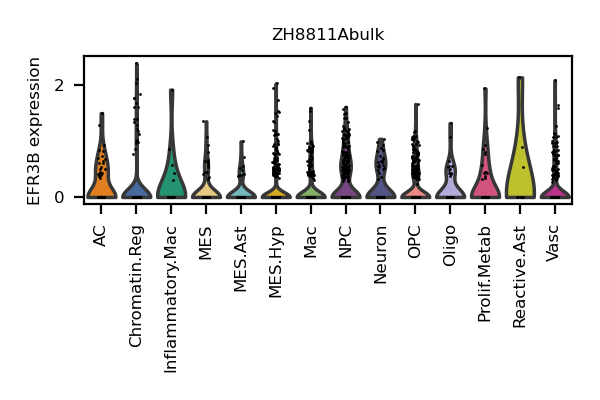 ZH8811Abulk
EFR3B expression
2
0
AC
Chromatin.Reg
Inflammatory.Mac
MES
MES.Ast
MES.Hyp
Mac
NPC
Neuron
OPC
Oligo
Prolif.Metab
Reactive.Ast
Vasc